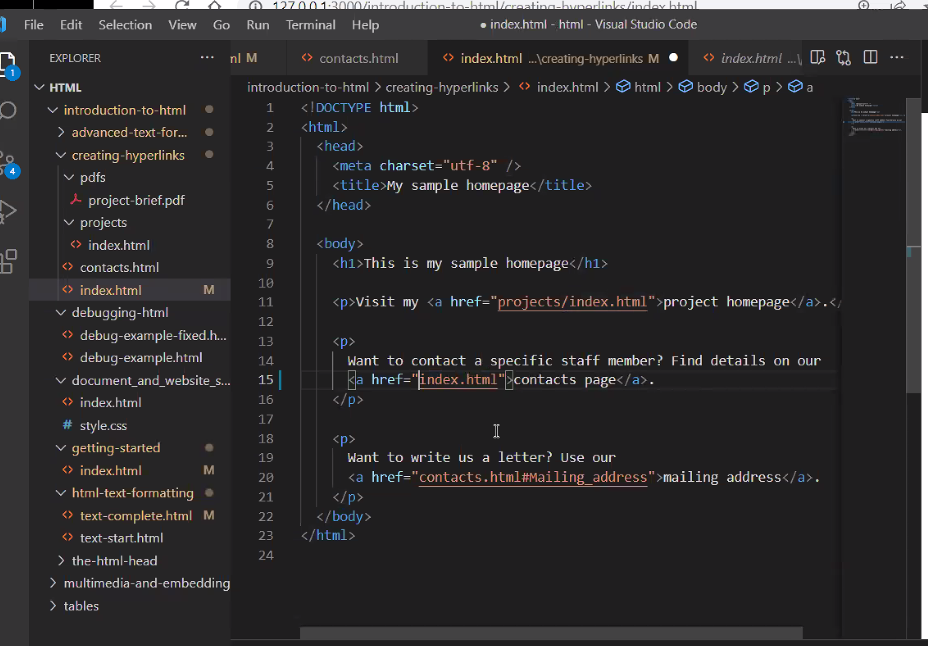 127.0.0.1:3000/introduction-to-html/creating-hyperlinks/index.html
File Edit Selection View Go Run Terminal Help
● index.html - html - Visual Studio Code
EXPLORER ···
HTML
introduction-to-html
advanced-text-for...
creating-hyperlinks
pdfs
project-brief.pdf
projects
index.html
contacts.html
index.html M
debugging-html
debug-example-fixed.h...
debug-example.html
document_and_website_s...
index.html
style.css
getting-started
index.html M
html-text-formatting
text-complete.html M
text-start.html
the-html-head
multimedia-and-embedding
tables
1
4
ml M
contacts.html
index.html ...\creating-hyperlinks M ●
index.html ...\
introduction-to-html > creating-hyperlinks > index.html > html > body > p > a
1 <!DOCTYPE html>
2 <html>
3 <head>
4 <meta charset="utf-8" />
5 <title>My sample homepage</title>
6 </head>
7
8 <body>
9 <h1>This is my sample homepage</h1>
10
11 <p>Visit my <a href="projects/index.html">project homepage</a>.</
12
13 <p>
14 Want to contact a specific staff member? Find details on our
15 <a href="index.html">contacts page</a>.
16 </p>
17
18 <p>
19 Want to write us a letter? Use our
20 <a href="contacts.html#Mailing_address">mailing address</a>.
21 </p>
22 </body>
23 </html>
24